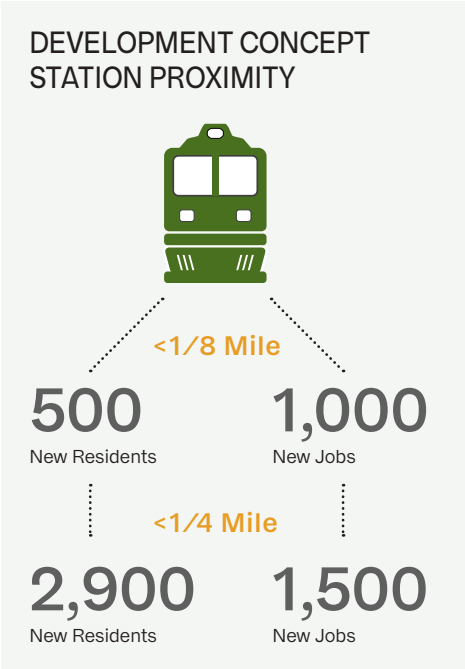 DEVELOPMENT CONCEPT
STATION PROXIMITY
<1/8 Mile
500
1,000
New Residents
New Jobs
<1/4 Mile
2,900
1,500
New Residents
New Jobs